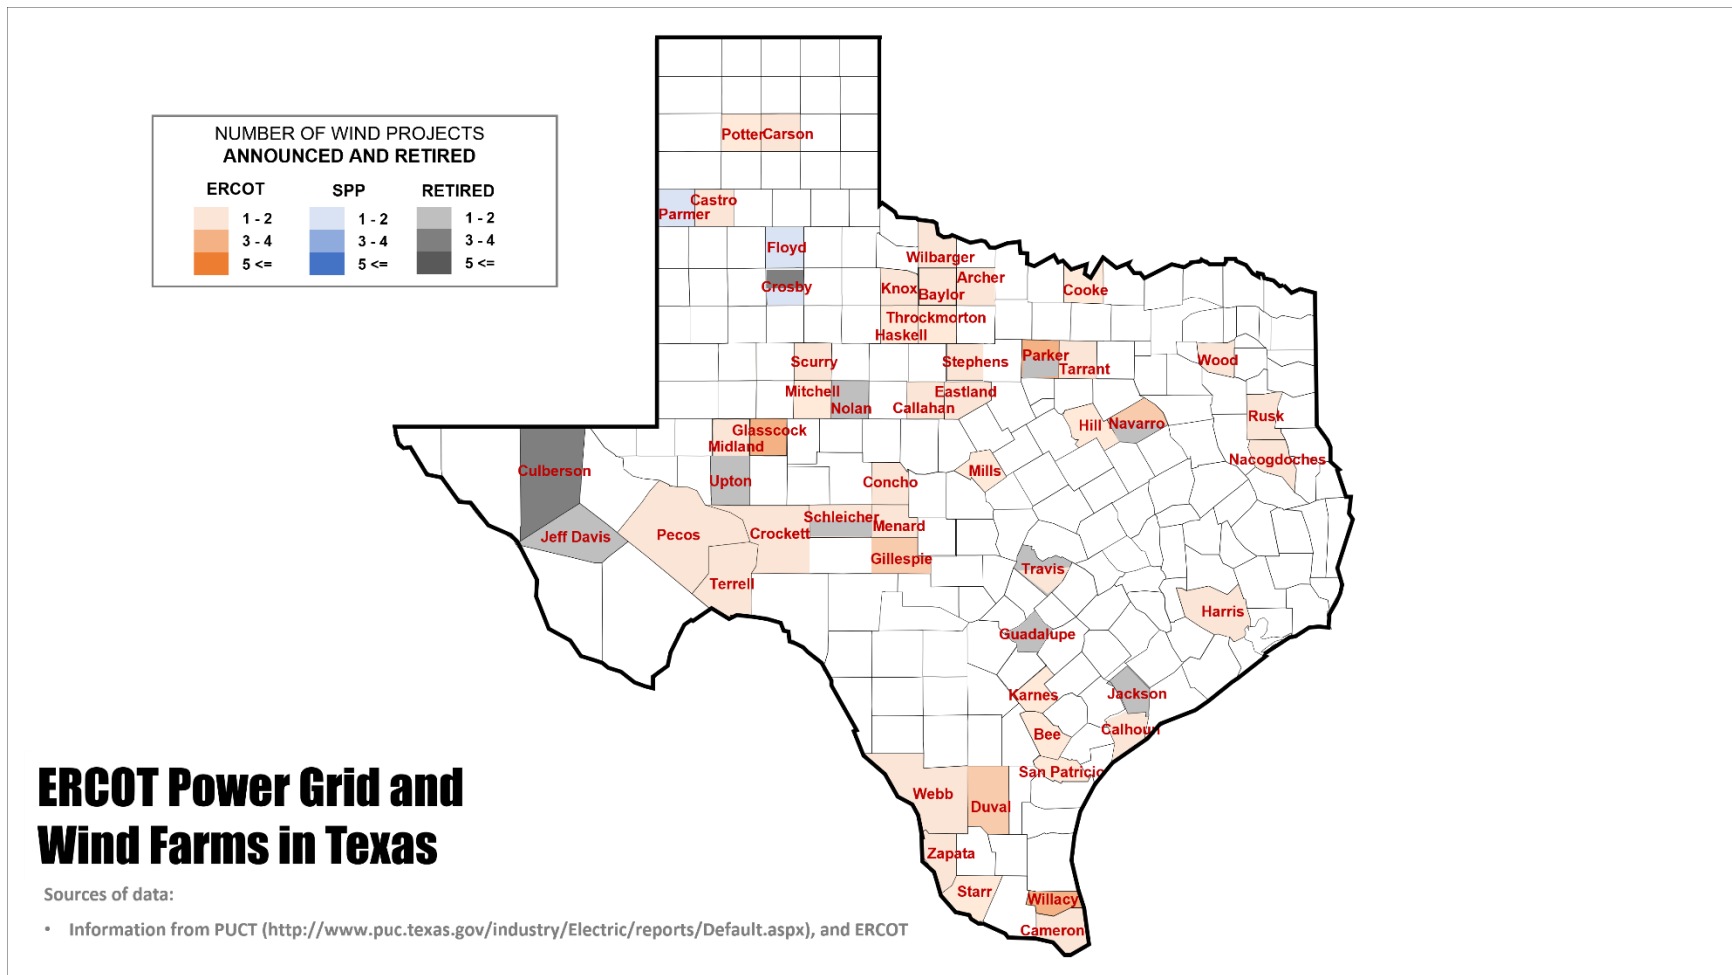 NUMBER OF WIND PROJECTS
ANNOUNCED AND RETIRED
ERCOT SPP RETIRED
1 - 2 1 - 2 1 - 2
3 - 4 3 - 4 3 - 4
5 <= 5 <= 5 <=
Potter Carson
Castro
Parmer
Floyd
Wilbarger
Crosby Knox Baylor Archer Cooke
Throckmorton
Haskell
Scurry Stephens Parker Tarrant Wood
Mitchell Nolan Callahan Eastland
Hill Navarro Rusk
Glasscock
Midland
Nacogdoches
Culberson Upton Concho Mills
Schleicher Menard
Jeff Davis Pecos Crockett
Gillespie Travis
Terrell
Harris
Guadalupe
Karnes Jackson
Bee Calhoun
San Patricio
Webb Duval
Zapata
Starr Willacy
Cameron
ERCOT Power Grid and
Wind Farms in Texas
Sources of data:
• Information from PUCT (http://www.puc.texas.gov/industry/Electric/reports/Default.aspx), and ERCOT